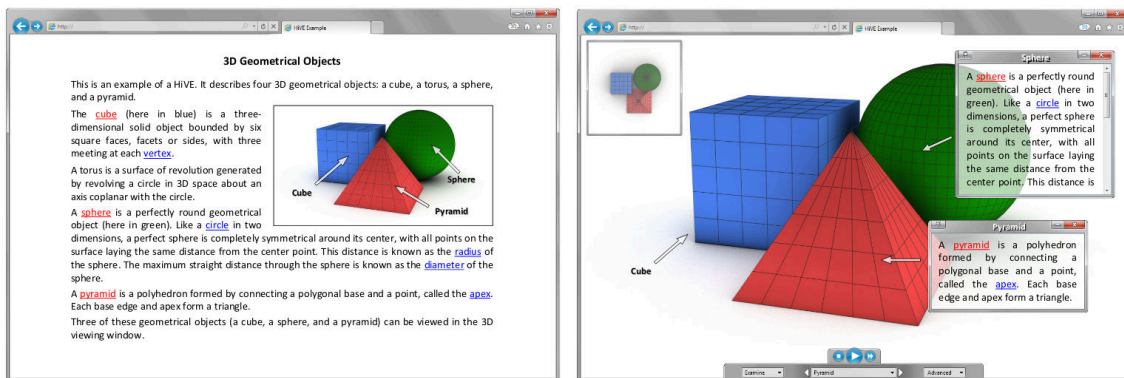 http://
HiVE Example
3D Geometrical Objects
This is an example of a HiVE. It describes four 3D geometrical objects: a cube, a torus, a sphere,
and a pyramid.
The cube (here in blue) is a three-
dimensional solid object bounded by six
square faces, facets or sides, with three
meeting at each vertex.
A torus is a surface of revolution generated
by revolving a circle in 3D space about an
axis coplanar with the circle.
A sphere is a perfectly round geometrical
object (here in green). Like a circle in two
dimensions, a perfect sphere is completely symmetrical around its center, with all points on the
surface laying the same distance from the center point. This distance is known as the radius of
the sphere. The maximum straight distance through the sphere is known as the diameter of the
sphere.
A pyramid is a polyhedron formed by connecting a polygonal base and a point, called the apex.
Each base edge and apex form a triangle.
Three of these geometrical objects (a cube, a sphere, and a pyramid) can be viewed in the 3D
viewing window.
Cube
Sphere
Pyramid
http://
HiVE Example
Sphere
A sphere is a perfectly round
geometrical object (here in
green). Like a circle in two
dimensions, a perfect sphere
is completely symmetrical
around its center, with all
points on the surface laying
the same distance from the
center point. This distance is
Pyramid
A pyramid is a polyhedron
formed by connecting a
polygonal base and a point,
called the apex. Each base
edge and apex form a triangle.
Cube
Examine
Pyramid
Advanced